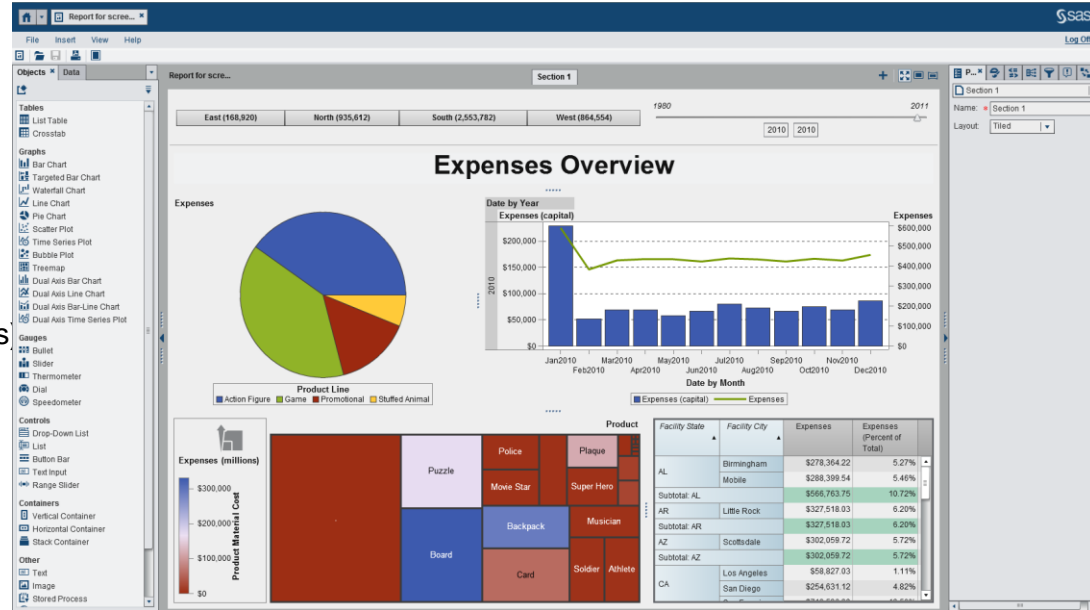 Report for scree...
sas
File Insert View Help
Log Off
Objects Data
Report for scre...
Section 1
P...
Section 1
Name: * Section 1
Layout: Tiled
Tables
List Table
Crosstab
Graphs
Bar Chart
Targeted Bar Chart
Waterfall Chart
Line Chart
Pie Chart
Scatter Plot
Time Series Plot
Bubble Plot
Treemap
Dual Axis Bar Chart
Dual Axis Line Chart
Dual Axis Bar-Line Chart
Dual Axis Time Series Plot
s)
Gauges
Bullet
Slider
Thermometer
Dial
Speedometer
Controls
Drop-Down List
List
Button Bar
Text Input
Range Slider
Containers
Vertical Container
Horizontal Container
Stack Container
Other
Text
Image
Stored Process
East (168,920) North (935,612) South (2,553,782) West (864,554)
1980 2011
2010 2010
Expenses Overview
Expenses
Product Line
Action Figure Game Promotional Stuffed Animal
Date by Year
Expenses (capital) Expenses
2010
$200,000
$150,000
$100,000
$50,000
$0
$600,000
$500,000
$400,000
$300,000
$200,000
$100,000
$0
Jan2010 Mar2010 May2010 Jul2010 Sep2010 Nov2010
Feb2010 Apr2010 Jun2010 Aug2010 Oct2010 Dec2010
Date by Month
Expenses (capital) Expenses
Expenses (millions)
$300,000
$200,000
$100,000
$0
Product Material Cost
Product
Puzzle
Board
Police
Movie Star
Plaque
Super Hero
Backpack
Musician
Card
Soldier
Athlete
Facility State Facility City Expenses Expenses (Percent of Total)
AL Birmingham $278,364.22 5.27%
Mobile $288,399.54 5.46%
Subtotal: AL $566,763.75 10.72%
AR Little Rock $327,518.03 6.20%
Subtotal: AR $327,518.03 6.20%
AZ Scottsdale $302,059.72 5.72%
Subtotal: AZ $302,059.72 5.72%
CA Los Angeles $58,827.03 1.11%
San Diego $254,631.12 4.82%